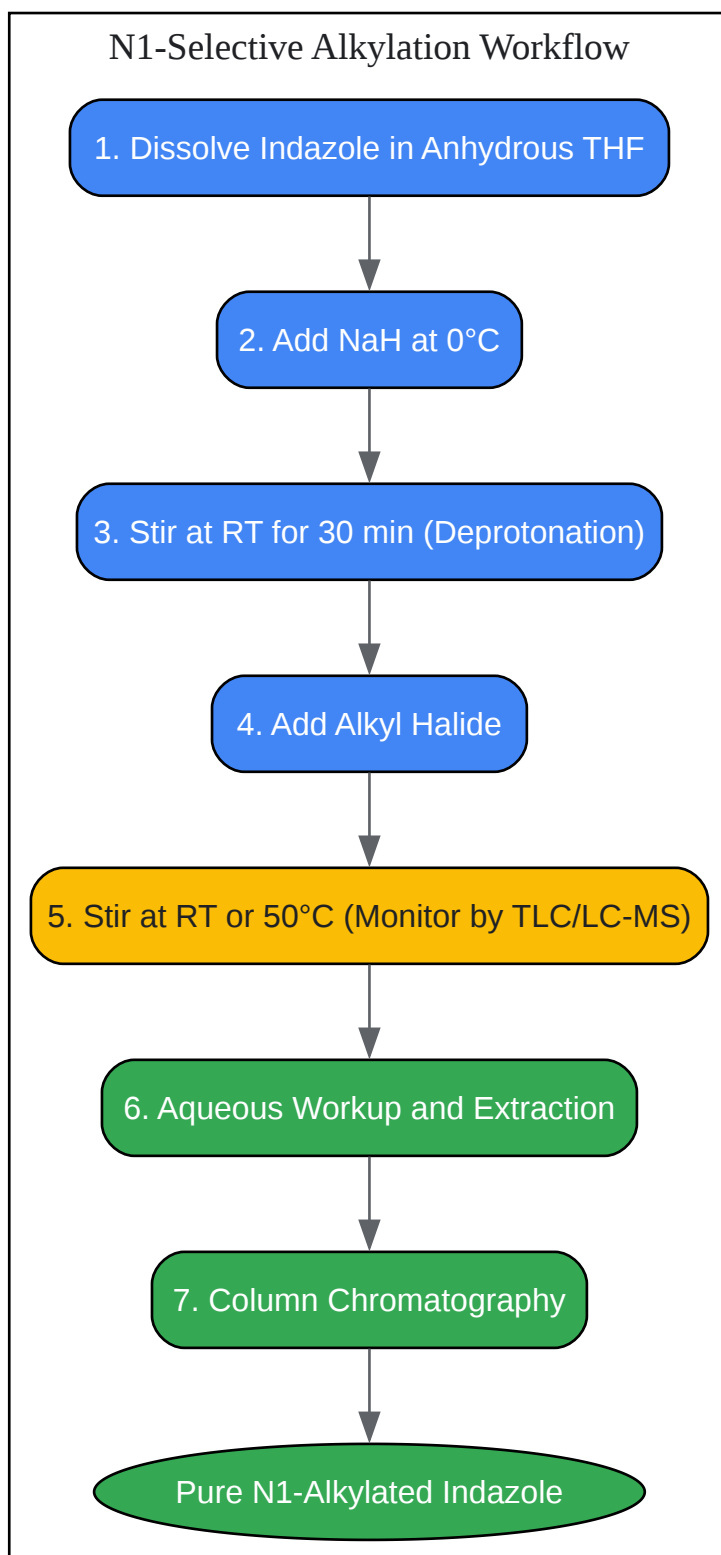 N1-Selective Alkylation Workflow
1. Dissolve Indazole in Anhydrous THF
2. Add NaH at 0°C
3. Stir at RT for 30 min (Deprotonation)
4. Add Alkyl Halide
5. Stir at RT or 50°C (Monitor by TLC/LC-MS)
6. Aqueous Workup and Extraction
7. Column Chromatography
Pure N1-Alkylated Indazole